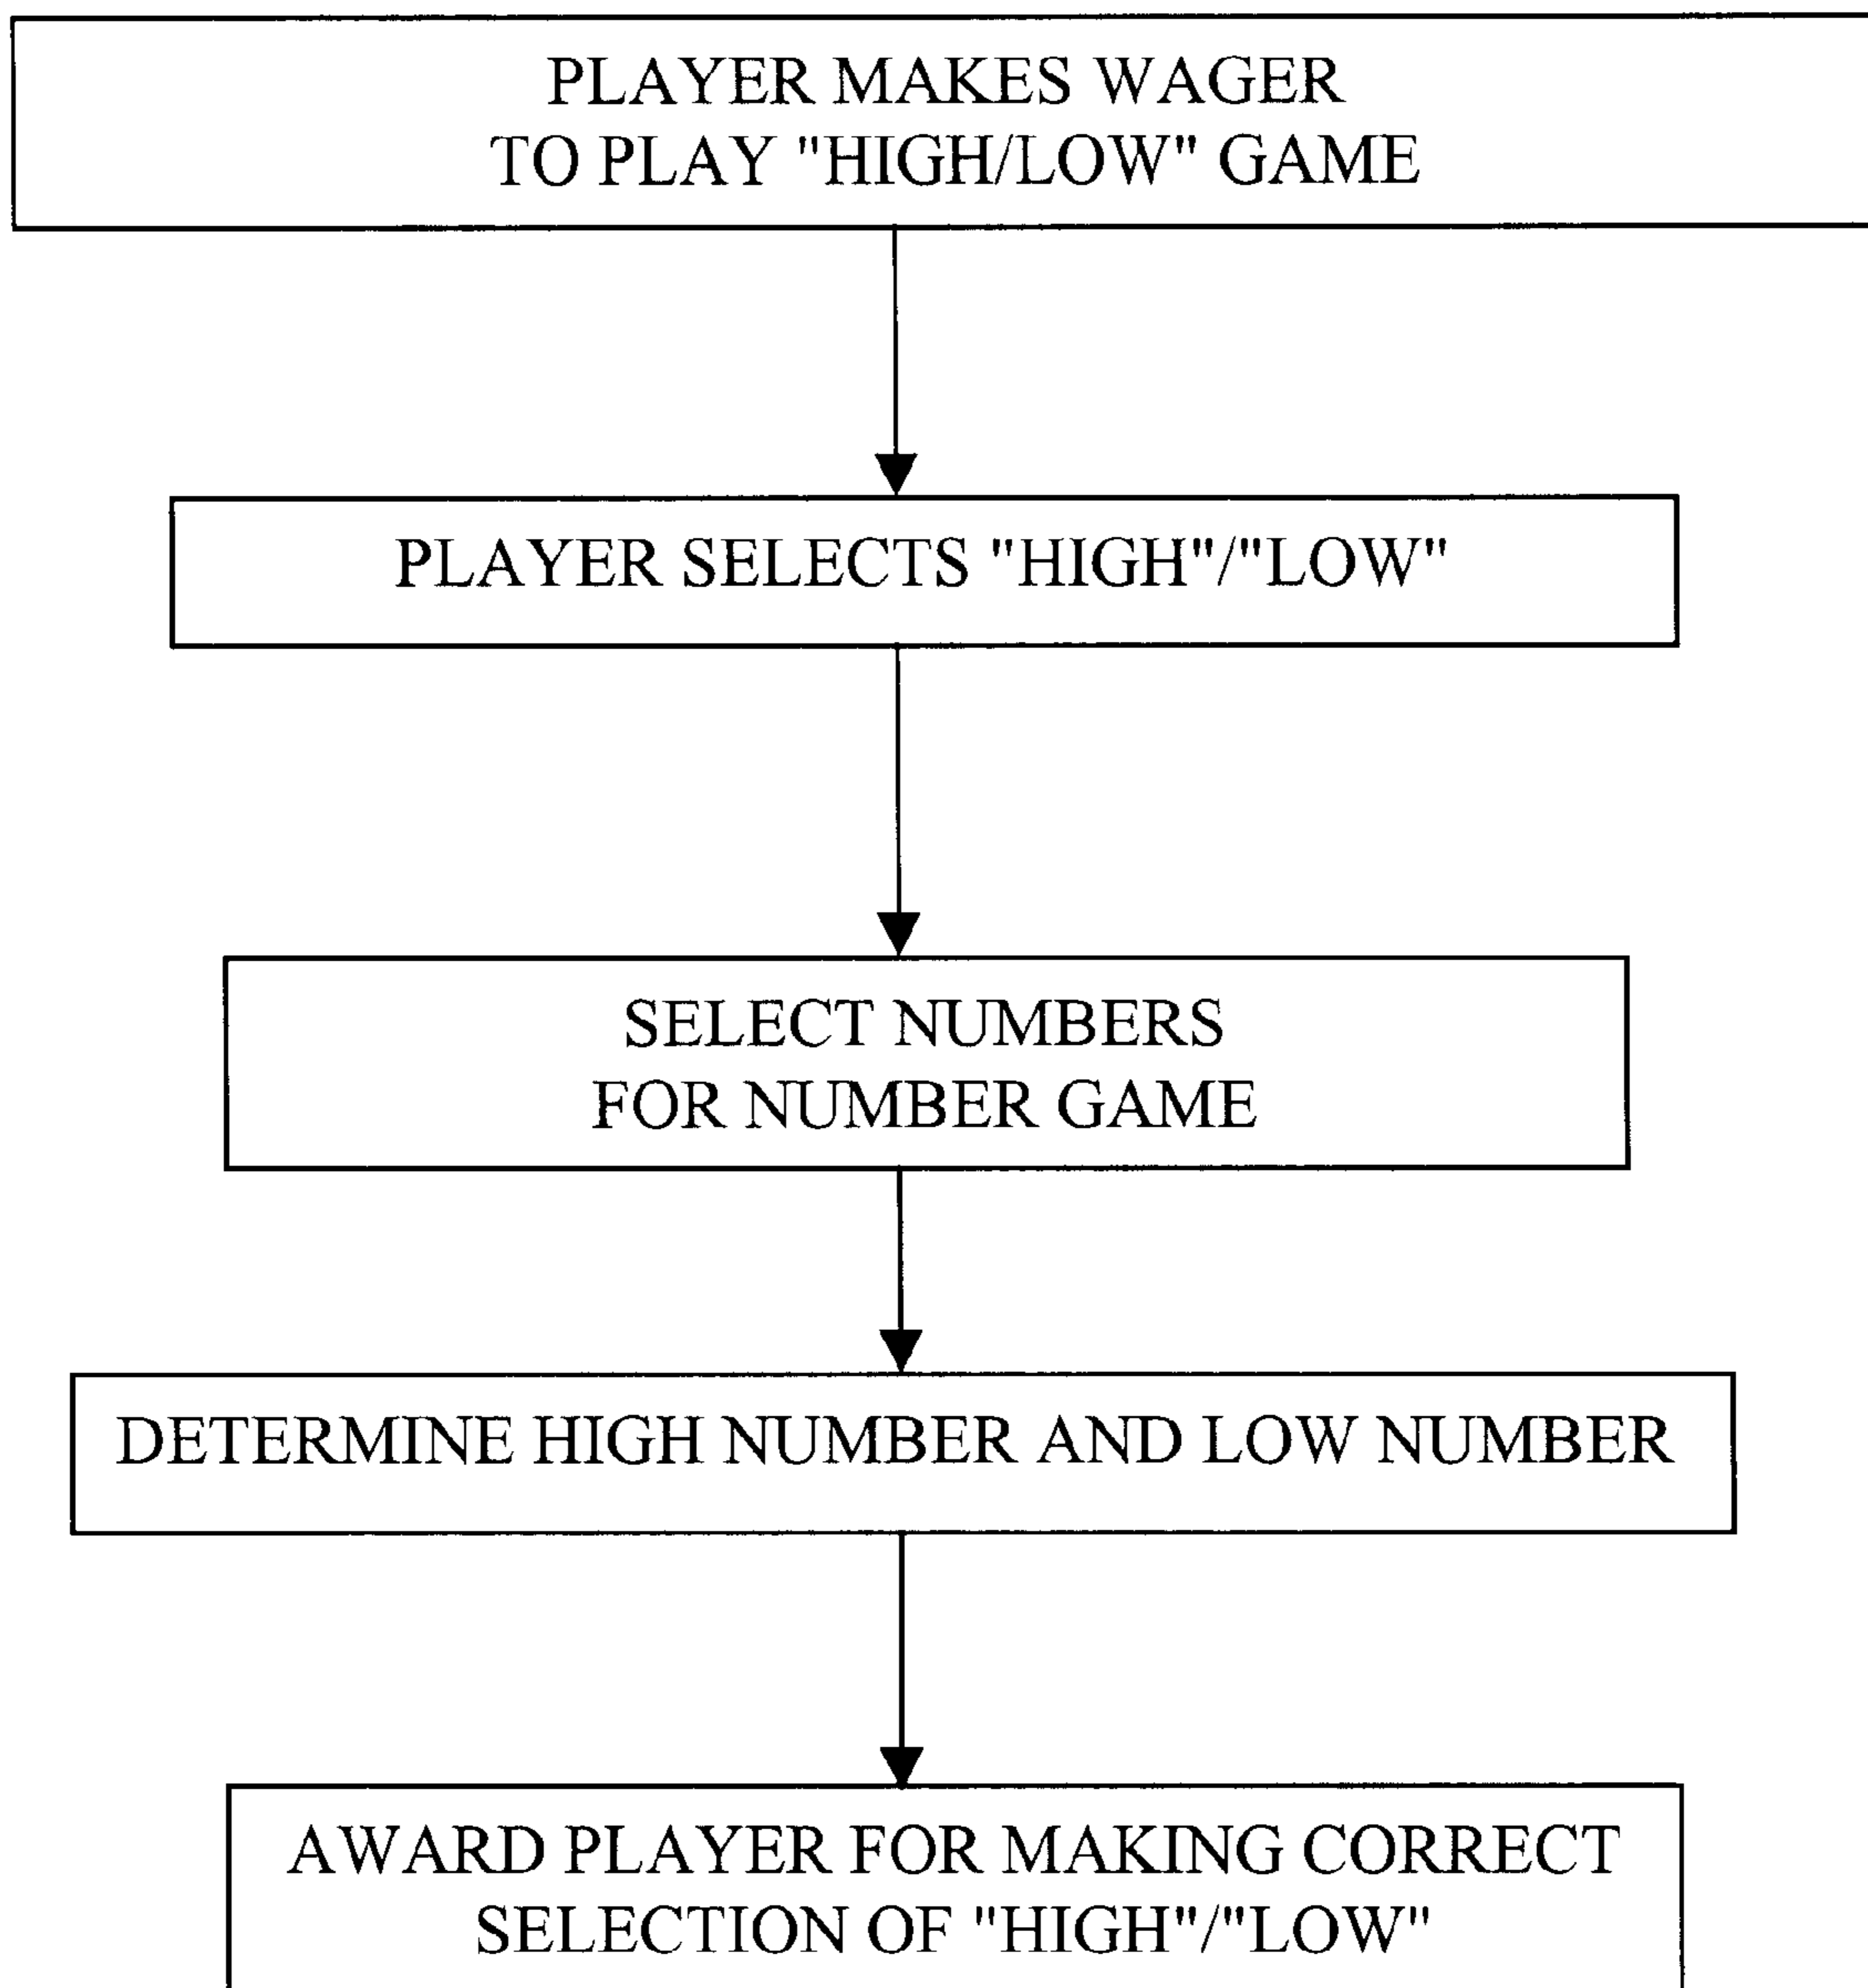 PLAYER MAKES WAGER
TO PLAY "HIGH/LOW" GAME
PLAYER SELECTS "HIGH"/"LOW"
SELECT NUMBERS
FOR NUMBER GAME
DETERMINE HIGH NUMBER AND LOW NUMBER
AWARD PLAYER FOR MAKING CORRECT
SELECTION OF "HIGH"/"LOW"